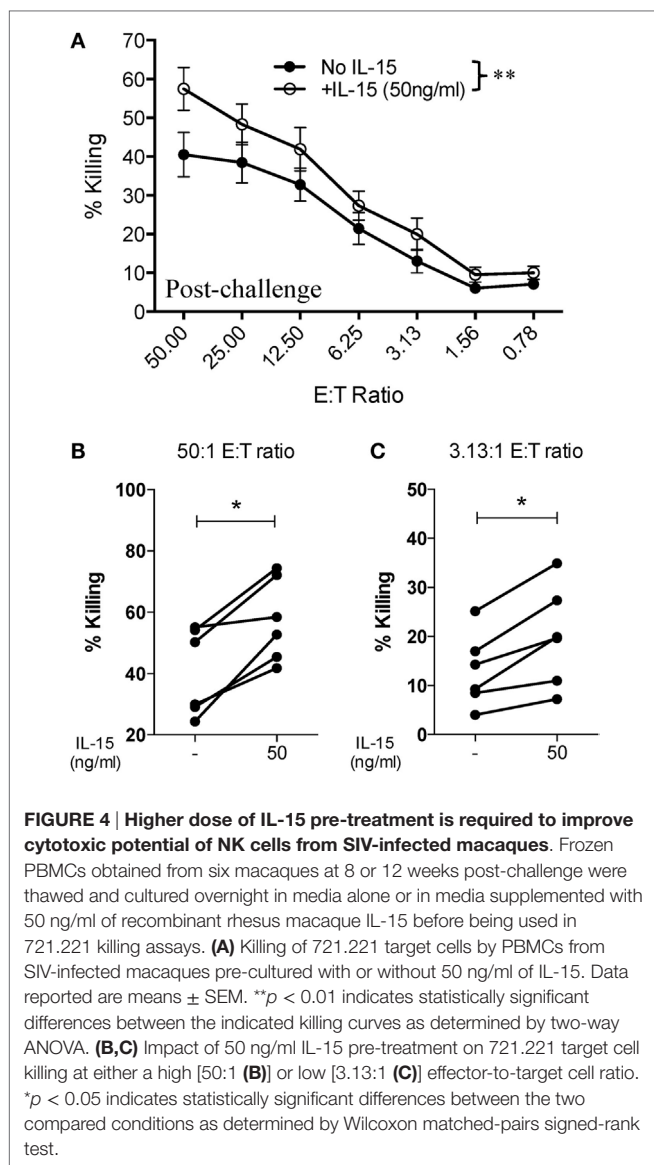 A
70
60
50
40
30
20
10
0
% Killing
No IL-15
+IL-15 (50ng/ml)
**
Post-challenge
50.00
25.00
12.50
6.25
3.13
1.56
0.78
E:T Ratio
B
50:1 E:T ratio
100
80
60
40
20
% Killing
*
IL-15
(ng/ml)
-
50
C
3.13:1 E:T ratio
50
40
30
20
10
0
% Killing
*
IL-15
(ng/ml)
-
50
FIGURE 4 | Higher dose of IL-15 pre-treatment is required to improve
cytotoxic potential of NK cells from SIV-infected macaques. Frozen
PBMCs obtained from six macaques at 8 or 12 weeks post-challenge were
thawed and cultured overnight in media alone or in media supplemented with
50 ng/ml of recombinant rhesus macaque IL-15 before being used in
721.221 killing assays. (A) Killing of 721.221 target cells by PBMCs from
SIV-infected macaques pre-cultured with or without 50 ng/ml of IL-15. Data
reported are means ± SEM. **p < 0.01 indicates statistically significant
differences between the indicated killing curves as determined by two-way
ANOVA. (B,C) Impact of 50 ng/ml IL-15 pre-treatment on 721.221 target cell
killing at either a high [50:1 (B)] or low [3.13:1 (C)] effector-to-target cell ratio.
*p < 0.05 indicates statistically significant differences between the two
compared conditions as determined by Wilcoxon matched-pairs signed-rank
test.